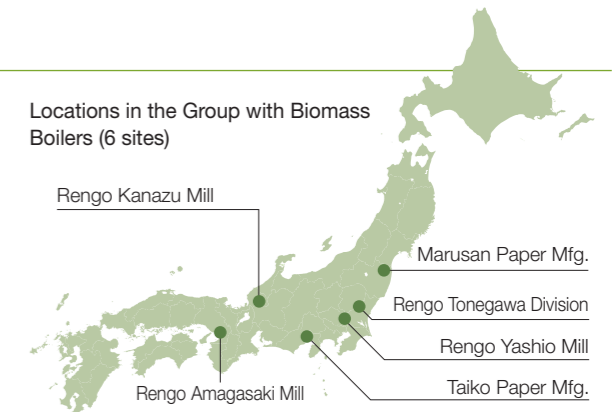 Locations in the Group with Biomass
Boilers (6 sites)
Rengo Kanazu Mill
Marusan Paper Mfg.
Rengo Tonegawa Division
Rengo Yashio Mill
Taiko Paper Mfg.
Rengo Amagasaki Mill